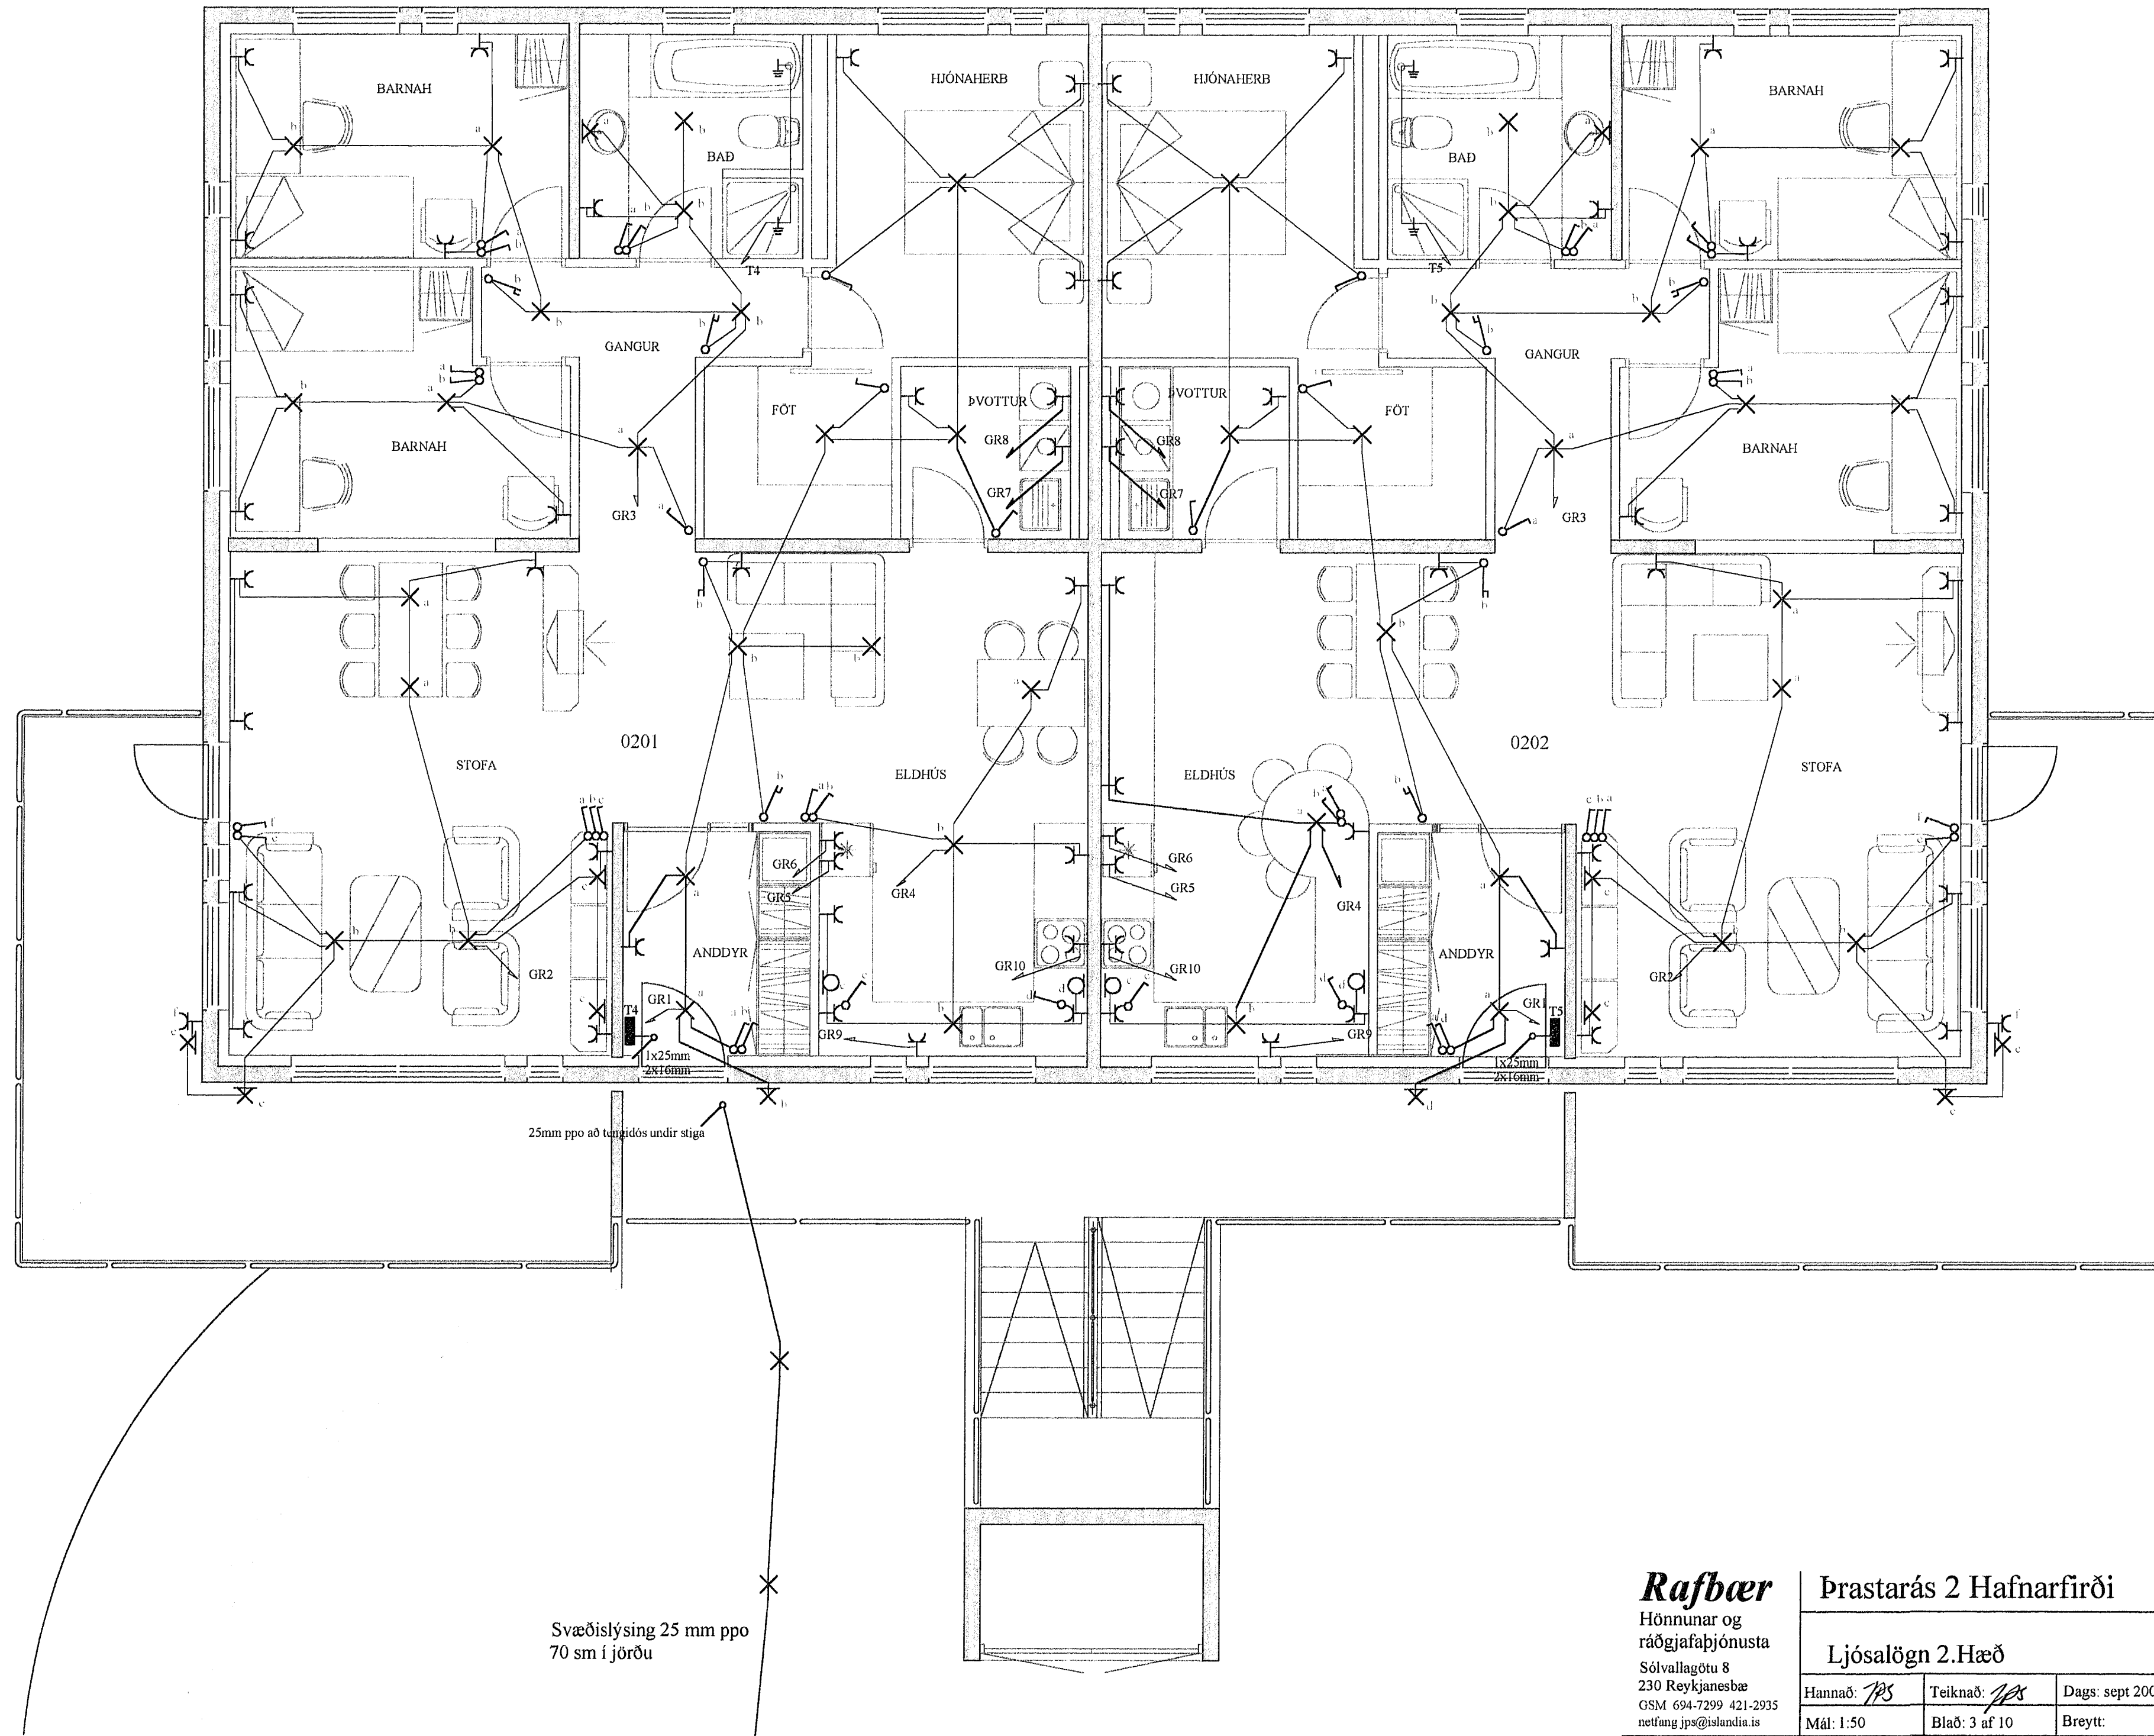 BARNAH
BAÐ
HJÓNAHERB
HJÓNAHERB
BAÐ
BARNAH
a
b
a
b
b
a
a
b
b
a
b
a
b
a
b
T4
T5
b
b
b
b
b
b
b
b
GANGUR
GANGUR
a
b
a
b
a
b
FÖT
ÞVOTTUR
ÞVOTTUR
FÖT
BARNAH
GR8
GR8
BARNAH
a
a
GR7
GR7
GR3
a
a
GR3
a
b
b
a
b
b
b
a
a
a
0201
0202
STOFA
ELDHÚS
ELDHÚS
STOFA
a b c
b
a b
b
c b a
GR6
GR5
GR4
GR6
GR5
GR4
ANDDYR
ANDDYR
GR2
GR10
GR10
GR2
T4
GR1
GR9
GR9
GR1
T5
1x25mm
2x16mm
1x25mm
2x16mm
c
b
d
c
25mm ppo að tengidós undir stiga
Svæðislýsing 25 mm ppo
70 sm í jörðu
Rafbær
Hönnunar og
ráðgjafaþjónusta
Sólvallagötu 8
230 Reykjanesbæ
GSM 694-7299 421-2935
netfang jps@islandia.is
Þrastarás 2 Hafnarfirði
Ljósalögn 2.Hæð
Hannað: JPS
Teiknað: JPS
Dags: sept 200
Mál: 1:50
Blað: 3 af 10
Breytt: